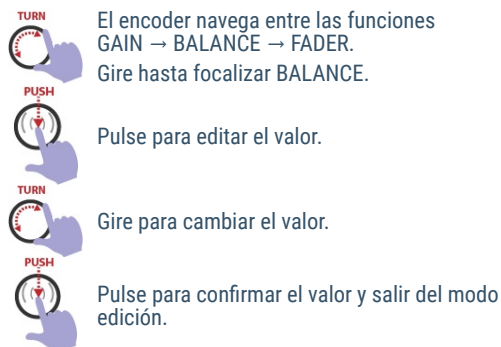 TURN
El encoder navega entre las funciones
GAIN → BALANCE → FADER.
Gire hasta focalizar BALANCE.
PUSH
Pulse para editar el valor.
TURN
Gire para cambiar el valor.
PUSH
Pulse para confirmar el valor y salir del modo
edición.